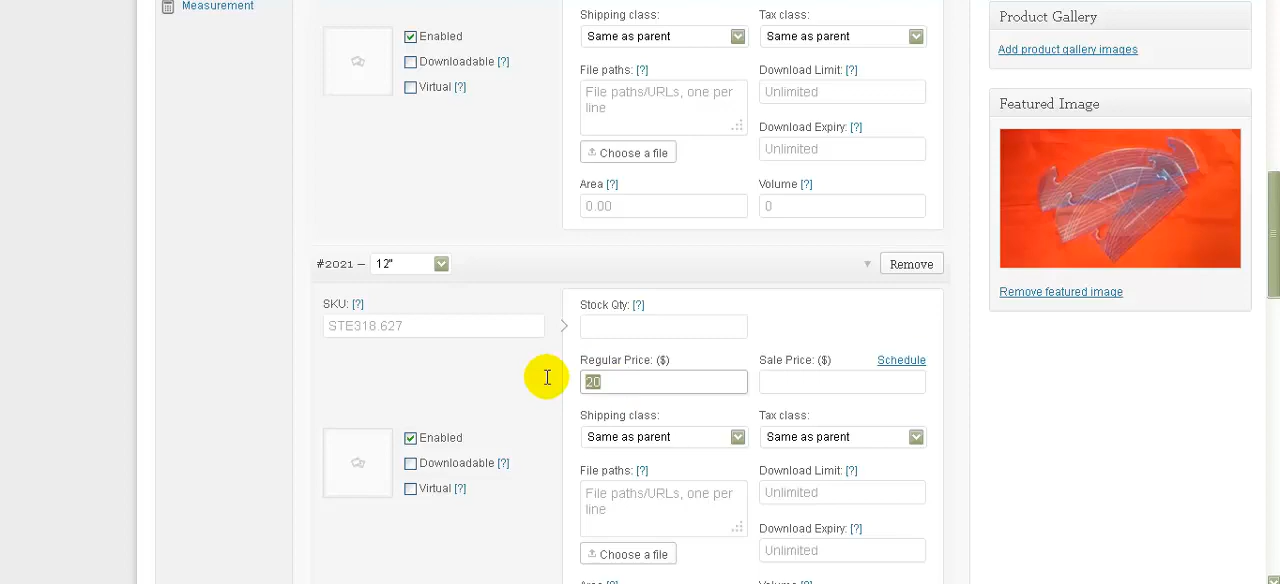 Measurement
Shipping class:
Tax class:
Same as parent
Same as parent
Enabled
Downloadable [?]
Virtual [?]
File paths: [?]
Download Limit: [?]
File paths/URLs, one per
line
Unlimited
Download Expiry: [?]
Unlimited
Choose a file
Area [?]
Volume [?]
0.00
0
#2021 – 12"
Remove
SKU: [?]
STE318.627
Stock Qty: [?]
Regular Price: ($)
Sale Price: ($)
Schedule
20
Shipping class:
Tax class:
Same as parent
Same as parent
Enabled
Downloadable [?]
Virtual [?]
File paths: [?]
Download Limit: [?]
File paths/URLs, one per
line
Unlimited
Download Expiry: [?]
Unlimited
Choose a file
Area [?]
Volume [?]
Product Gallery
Add product gallery images
Featured Image
Remove featured image